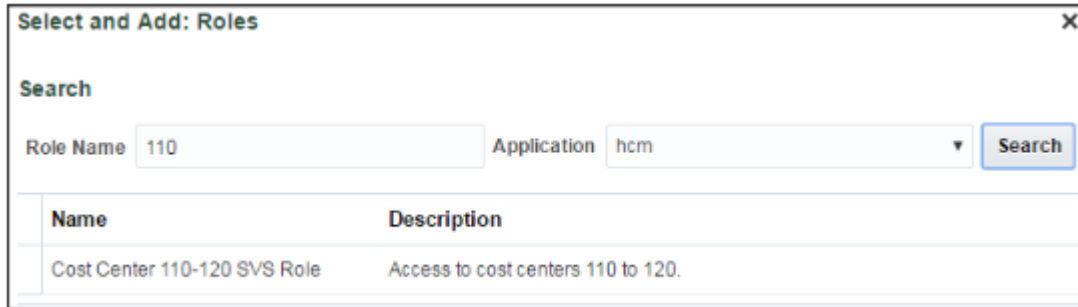 Select and Add: Roles
Search
Role Name 110 Application hcm Search
Name Description
Cost Center 110-120 SVS Role Access to cost centers 110 to 120.